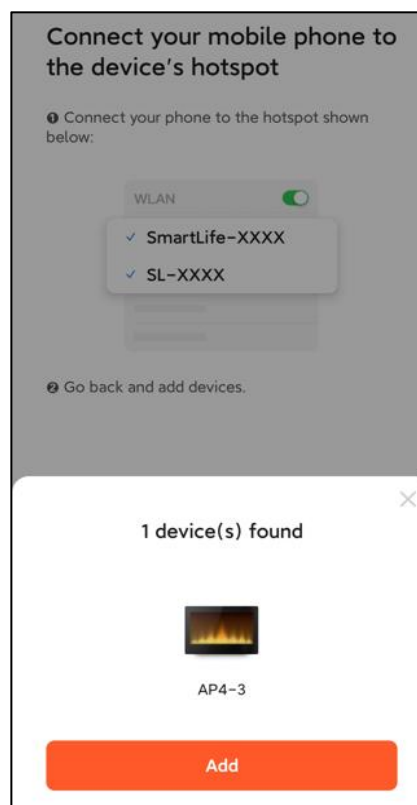 Connect your mobile phone to
the device's hotspot
❶ Connect your phone to the hotspot shown
below:
WLAN
SmartLife-XXXX
SL-XXXX
❷ Go back and add devices.
1 device(s) found
AP4-3
Add